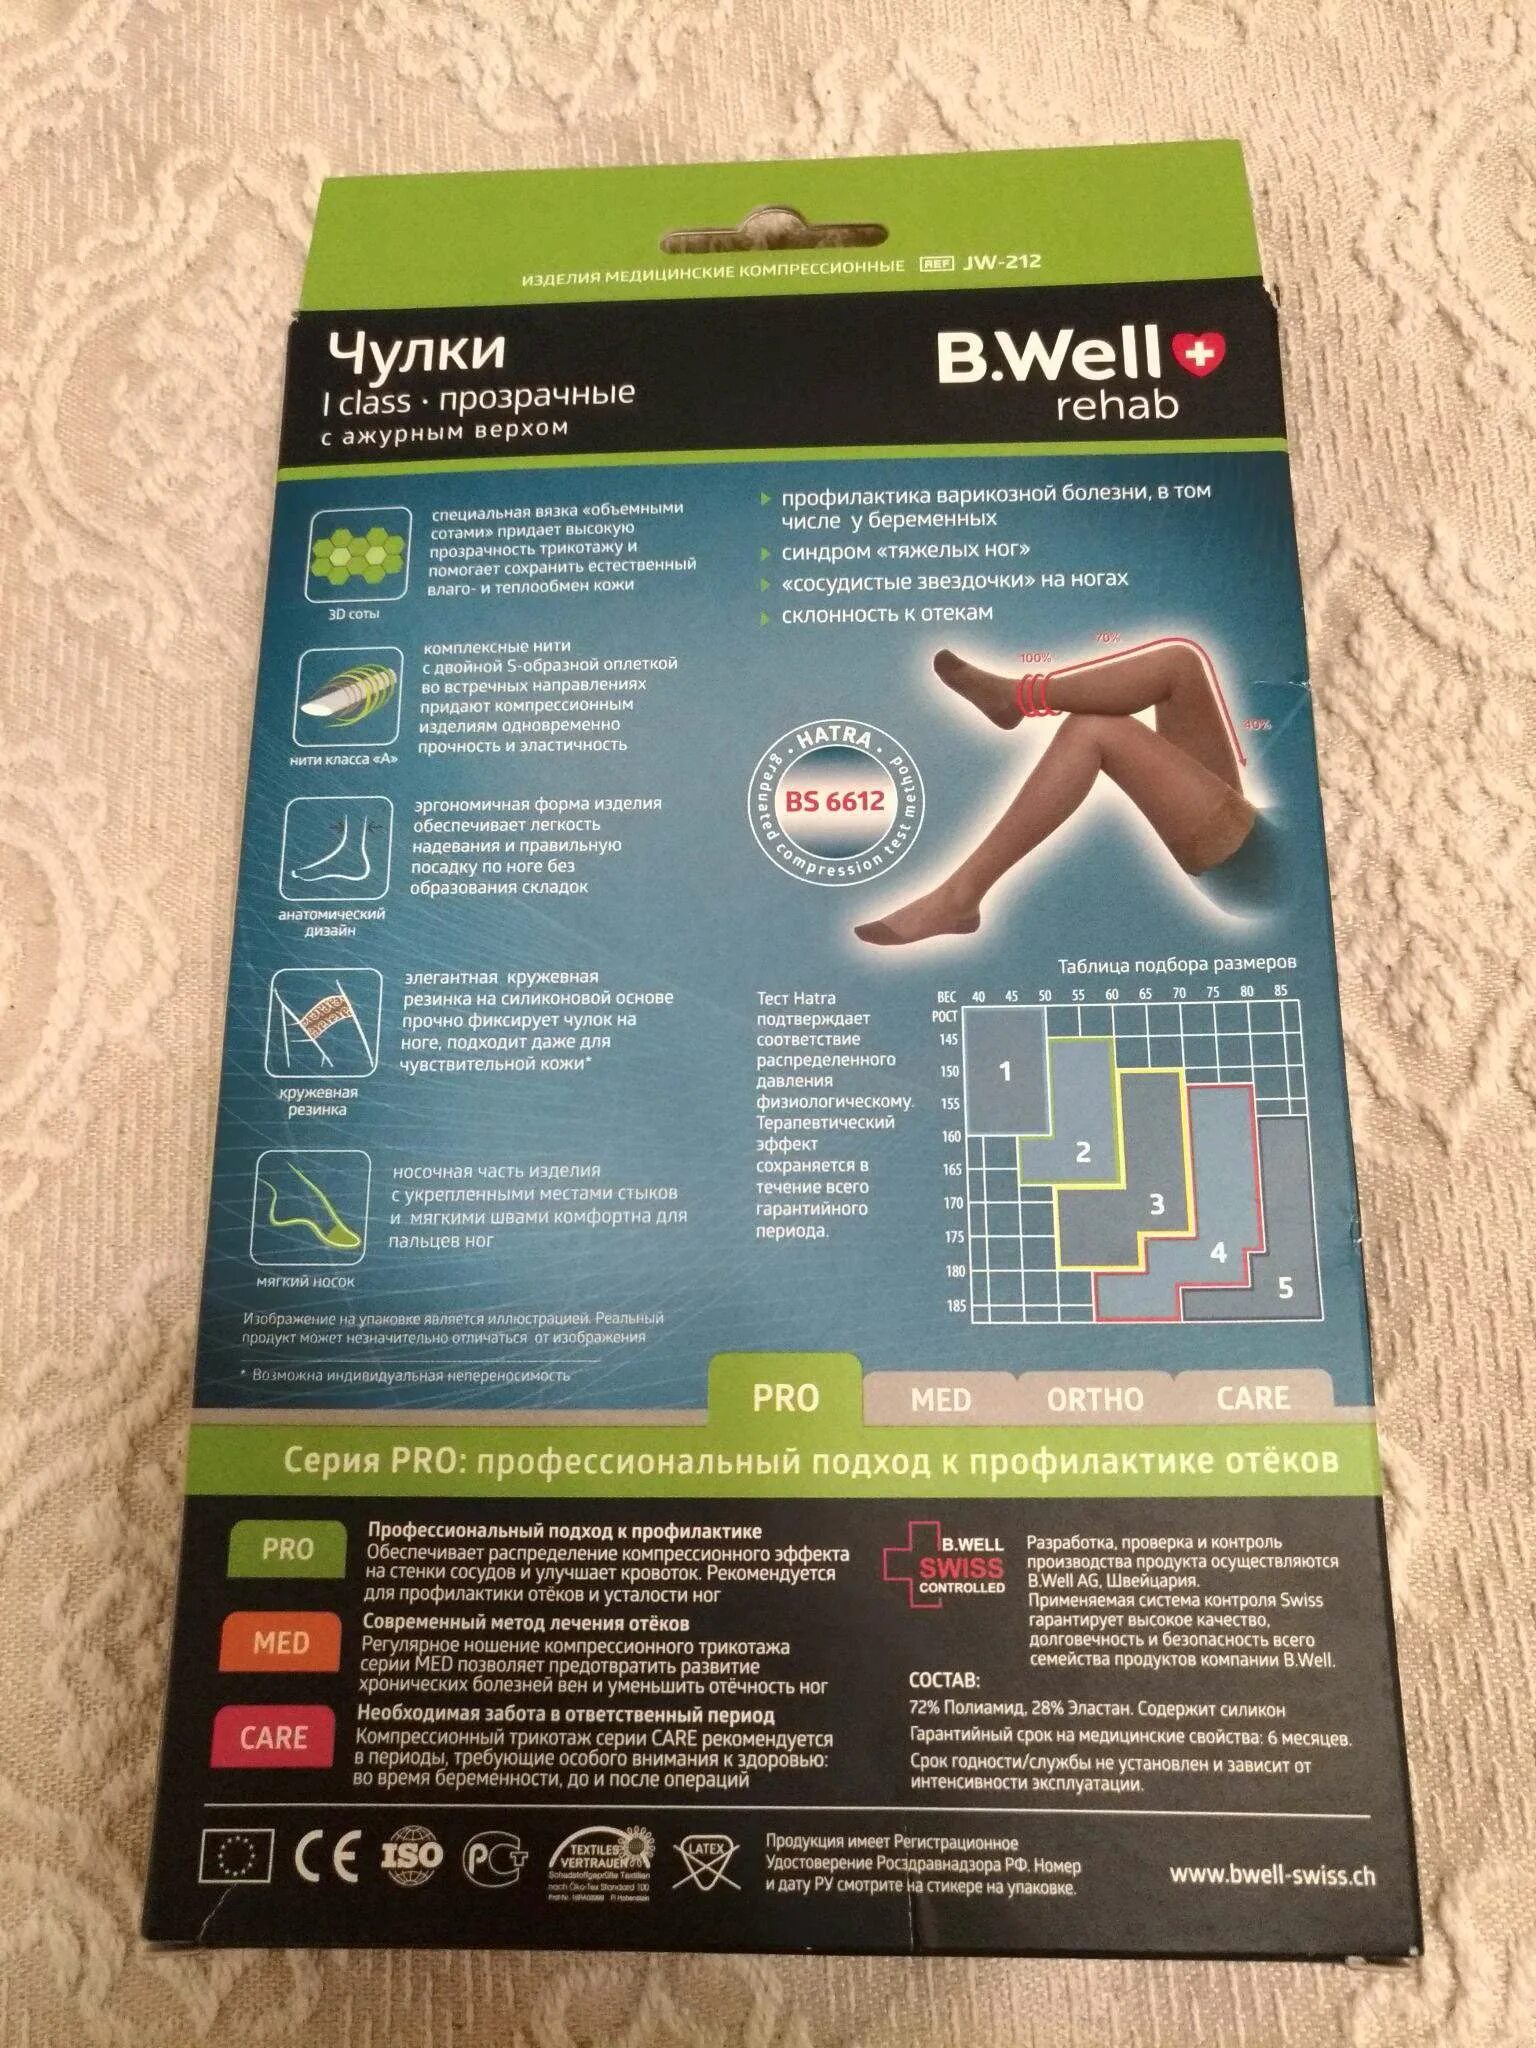 ИЗДЕЛИЯ МЕДИЦИНСКИЕ КОМПРЕССИОННЫЕ REF JW-212
Чулки
I class · прозрачные
с ажурным верхом
B.Well
rehab
специальная вязка «объемными
сотами» придает высокую
прозрачность трикотажу и
помогает сохранить естественный
влаго- и теплообмен кожи
3D соты
комплексные нити
с двойной S-образной оплеткой
во встречных направлениях
придают компрессионным
изделиям одновременно
прочность и эластичность
нити класса «А»
эргономичная форма изделия
обеспечивает легкость
надевания и правильную
посадку по ноге без
образования складок
анатомический
дизайн
элегантная кружевная
резинка на силиконовой основе
прочно фиксирует чулок на
ноге, подходит даже для
чувствительной кожи*
кружевная
резинка
носочная часть изделия
с укрепленными местами стыков
и мягкими швами комфортна для
пальцев ног
мягкий носок
Изображение на упаковке является иллюстрацией. Реальный
продукт может незначительно отличаться от изображения
* Возможна индивидуальная непереносимость
профилактика варикозной болезни, в том
числе у беременных
синдром «тяжелых ног»
«сосудистые звездочки» на ногах
склонность к отекам
100%
70%
40%
· HATRA ·
graduated compression test method
BS 6612
Тест Hatra
подтверждает
соответствие
распределенного
давления
физиологическому.
Терапевтический
эффект
сохраняется в
течение всего
гарантийного
периода.
Таблица подбора размеров
ВЕС 40 45 50 55 60 65 70 75 80 85
РОСТ
145
150
155
160
165
170
175
180
185
1
2
3
4
5
PRO MED ORTHO CARE
Серия PRO: профессиональный подход к профилактике отёков
PRO
Профессиональный подход к профилактике
Обеспечивает распределение компрессионного эффекта
на стенки сосудов и улучшает кровоток. Рекомендуется
для профилактики отёков и усталости ног
MED
Современный метод лечения отёков
Регулярное ношение компрессионного трикотажа
серии MED позволяет предотвратить развитие
хронических болезней вен и уменьшить отёчность ног
CARE
Необходимая забота в ответственный период
Компрессионный трикотаж серии CARE рекомендуется
в периоды, требующие особого внимания к здоровью:
во время беременности, до и после операций
B.WELL
SWISS
CONTROLLED
Разработка, проверка и контроль
производства продукта осуществляются
B.Well AG, Швейцария.
Применяемая система контроля Swiss
гарантирует высокое качество,
долговечность и безопасность всего
семейства продуктов компании B.Well.
СОСТАВ:
72% Полиамид, 28% Эластан. Содержит силикон
Гарантийный срок на медицинские свойства: 6 месяцев.
Срок годности/службы не установлен и зависит от
интенсивности эксплуатации.
CE
ISO
РСТ
TEXTILES
VERTRAUEN
Schadstoffgeprüfte Textilien
nach Öko-Tex Standard 100
LATEX
Продукция имеет Регистрационное
Удостоверение Росздравнадзора РФ. Номер
и дату РУ смотрите на стикере на упаковке.
www.bwell-swiss.ch